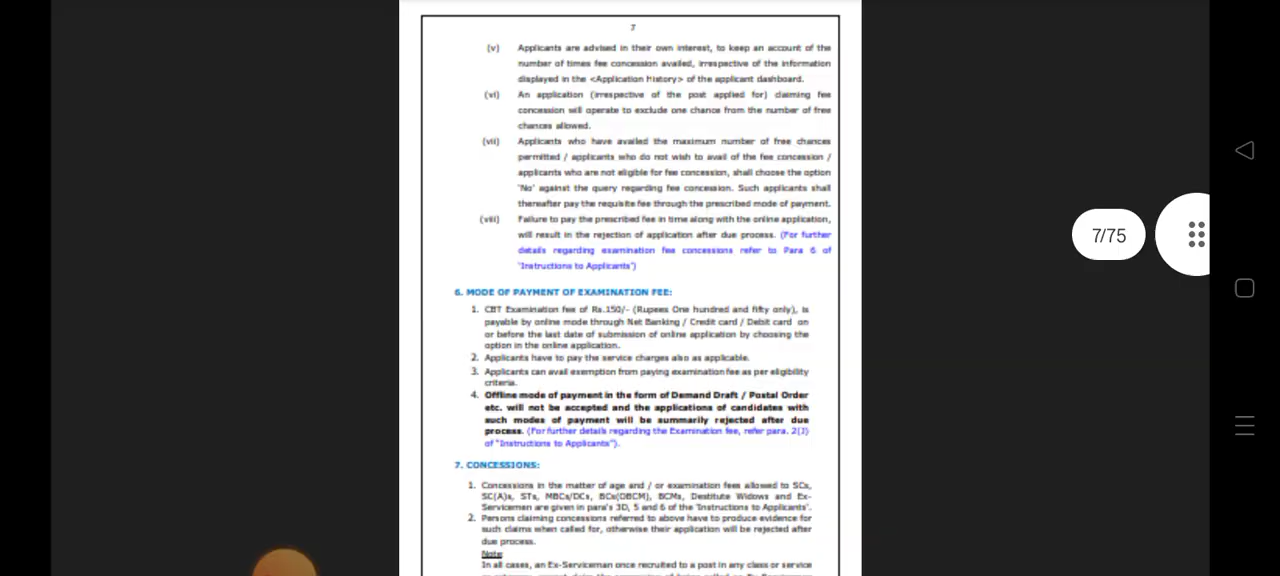 7
(v) Applicants are advised in their own interest, to keep an account of the
number of times fee concession availed, irrespective of the information
displayed in the <Application History> of the applicant dashboard.
(vi) An application (irrespective of the post applied for) claiming fee
concession will operate to exclude one chance from the number of free
chances allowed.
(vii) Applicants who have availed the maximum number of free chances
permitted / applicants who do not wish to avail of the fee concession /
applicants who are not eligible for fee concession, shall choose the option
'No' against the query regarding fee concession. Such applicants shall
thereafter pay the requisite fee through the prescribed mode of payment.
(viii) Failure to pay the prescribed fee in time along with the online application,
will result in the rejection of application after due process. (For further
details regarding examination fee concessions refer to Para 6 of
'Instructions to Applicants')
7/75
6. MODE OF PAYMENT OF EXAMINATION FEE:
1. CBT Examination fee of Rs.150/- (Rupees One hundred and fifty only), is
payable by online mode through Net Banking / Credit card / Debit card on
or before the last date of submission of online application by choosing the
option in the online application.
2. Applicants have to pay the service charges also as applicable.
3. Applicants can avail exemption from paying examination fee as per eligibility
criteria.
4. Offline mode of payment in the form of Demand Draft / Postal Order
etc. will not be accepted and the applications of candidates with
such modes of payment will be summarily rejected after due
process. (For further details regarding the Examination fee, refer para. 2(J)
of "Instructions to Applicants").
7. CONCESSIONS:
1. Concessions in the matter of age and / or examination fees allowed to SCs,
SC(A)s, STs, MBCs/DCs, BCs(OBCM), BCMs, Destitute Widows and Ex-
Servicemen are given in para's 3D, 5 and 6 of the 'Instructions to Applicants'.
2. Persons claiming concessions referred to above have to produce evidence for
such claims when called for, otherwise their application will be rejected after
due process.
Note
In all cases, an Ex-Serviceman once recruited to a post in any class or service